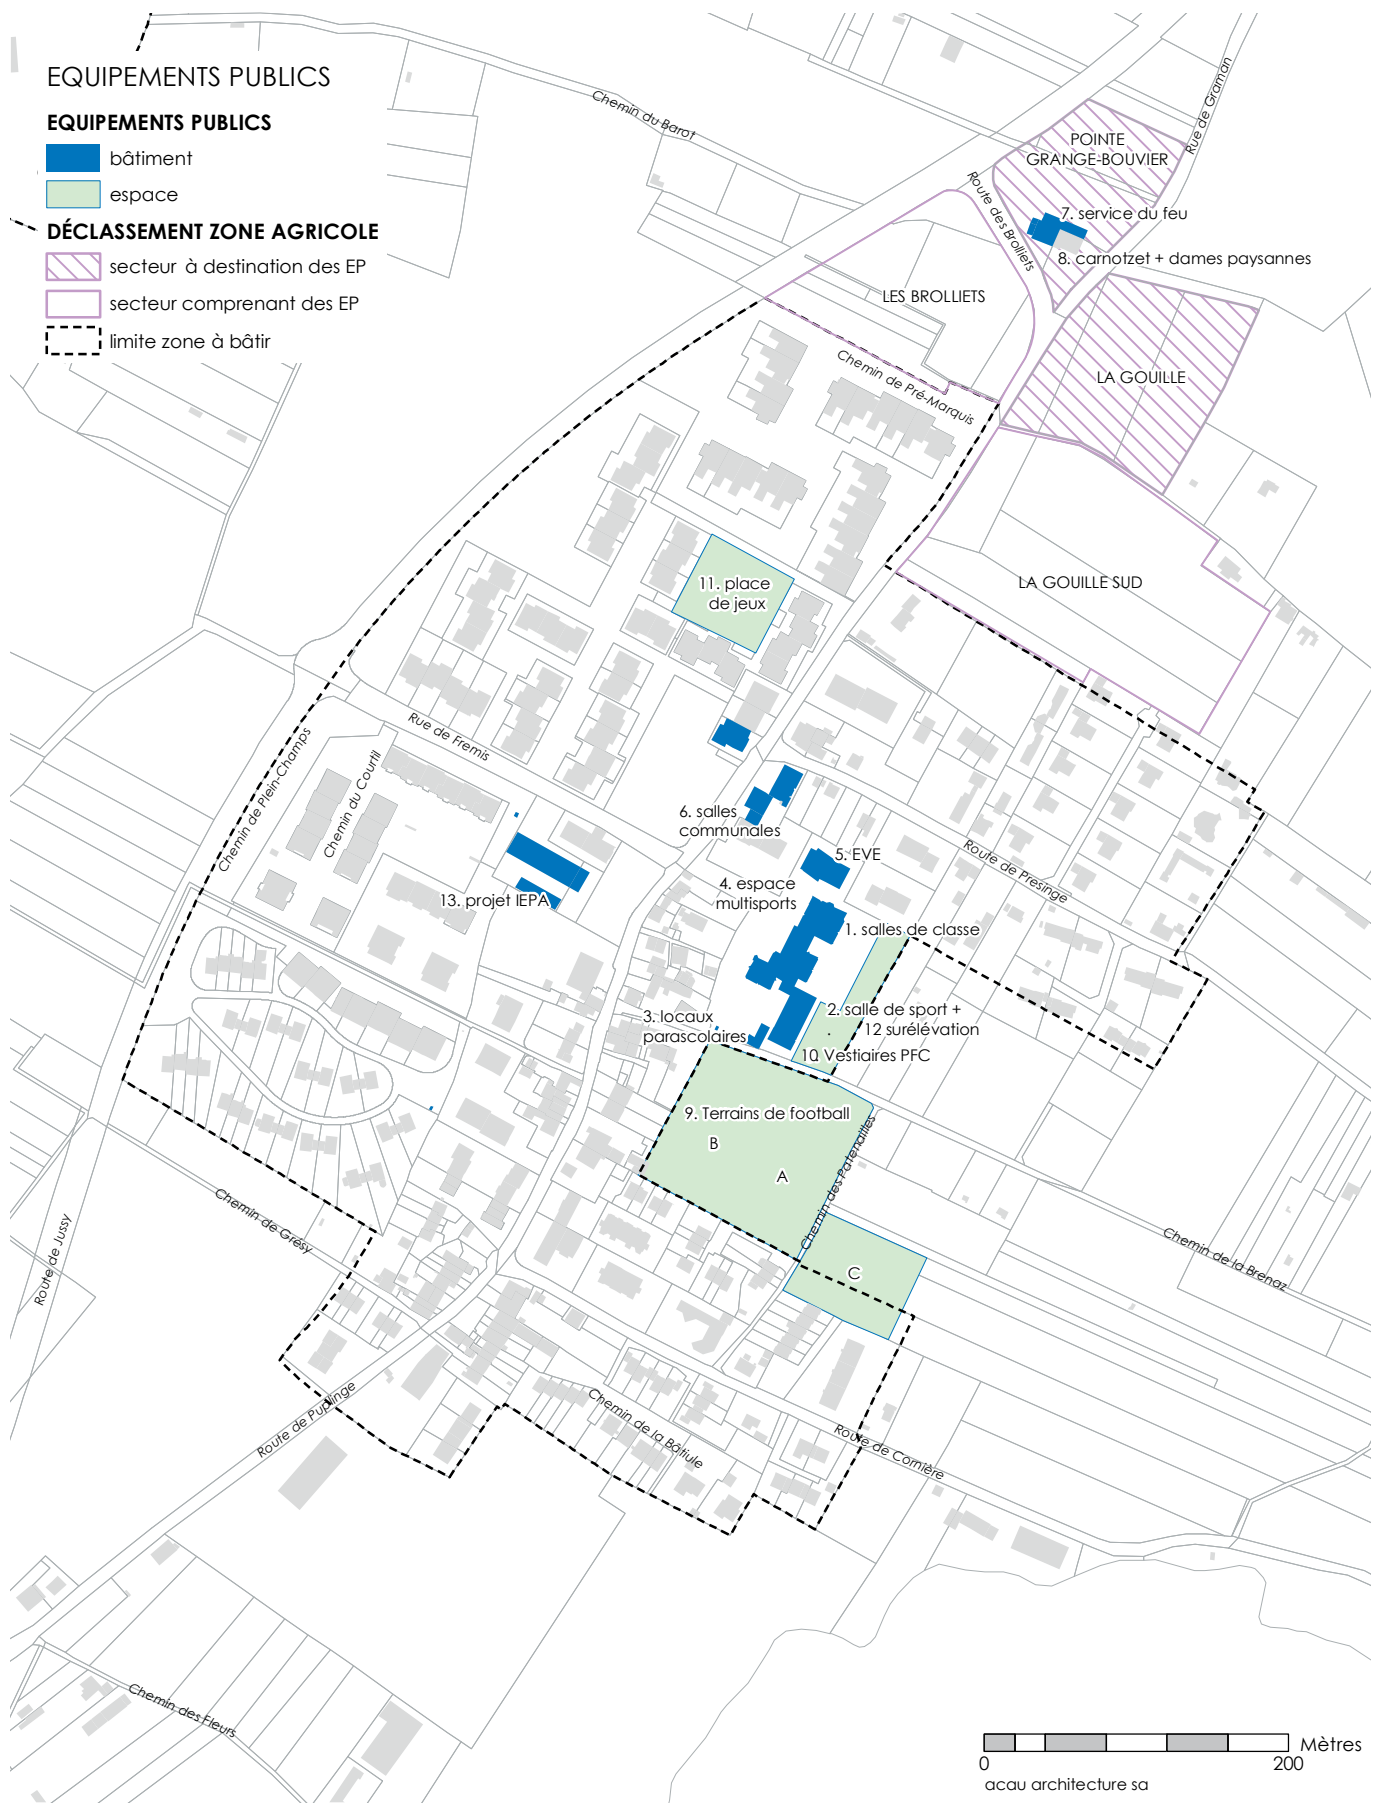 EQUIPEMENTS PUBLICS
EQUIPEMENTS PUBLICS
bâtiment
espace
DÉCLASSEMENT ZONE AGRICOLE
secteur à destination des EP
secteur comprenant des EP
limite zone à bâtir
Chemin du Barot
Rue de Graman
POINTE
GRANGE-BOUVIER
Route des Brolliets
7. service du feu
8. carnotzet + dames paysannes
LES BROLLIETS
Chemin de Pré-Marquis
LA GOUILLE
LA GOUILLE SUD
11. place
de jeux
Rue de Fremis
Chemin de Plein-Champs
Chemin du Courtil
6. salles
communales
5. EVE
Route de Presinge
4. espace
multisports
13. projet IEPA
1. salles de classe
3. locaux
parascolaires
2. salle de sport +
12 surélévation
10. Vestiaires PFC
9. Terrains de football
B
A
Chemin des Patenailles
C
Chemin de Grésy
Route de Jussy
Chemin de la Brenaz
Route de Puplinge
Chemin de la Bâtiule
Route de Cornière
Chemin des Fleurs
Mètres
0 200
acau architecture sa